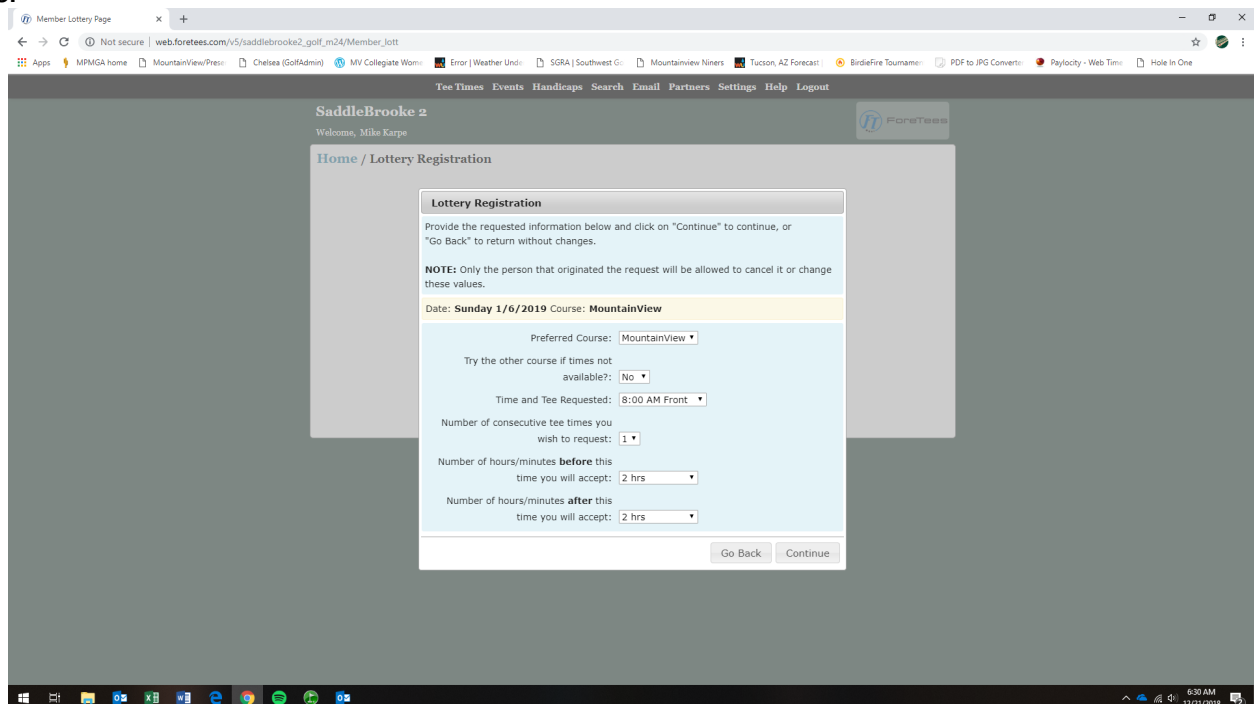 Member Lottery Page
Not secure | web.foretees.com/v5/saddlebrooke2_golf_m24/Member_lott
Apps MPMGA home MountainView/Prese Chelsea (GolfAdmin) MV Collegiate Wome Error | Weather Unde SGRA | Southwest Go Mountainview Niners Tucson, AZ Forecast | BirdieFire Tournamen PDF to JPG Converte Paylocity - Web Time Hole In One
Tee Times Events Handicaps Search Email Partners Settings Help Logout
SaddleBrooke 2
Welcome, Mike Karpe
FT ForeTees
Home / Lottery Registration
Lottery Registration
Provide the requested information below and click on "Continue" to continue, or
"Go Back" to return without changes.
NOTE: Only the person that originated the request will be allowed to cancel it or change
these values.
Date: Sunday 1/6/2019 Course: MountainView
Preferred Course: MountainView
Try the other course if times not
available?: No
Time and Tee Requested: 8:00 AM Front
Number of consecutive tee times you
wish to request: 1
Number of hours/minutes before this
time you will accept: 2 hrs
Number of hours/minutes after this
time you will accept: 2 hrs
Go Back Continue
6:30 AM
12/21/2018